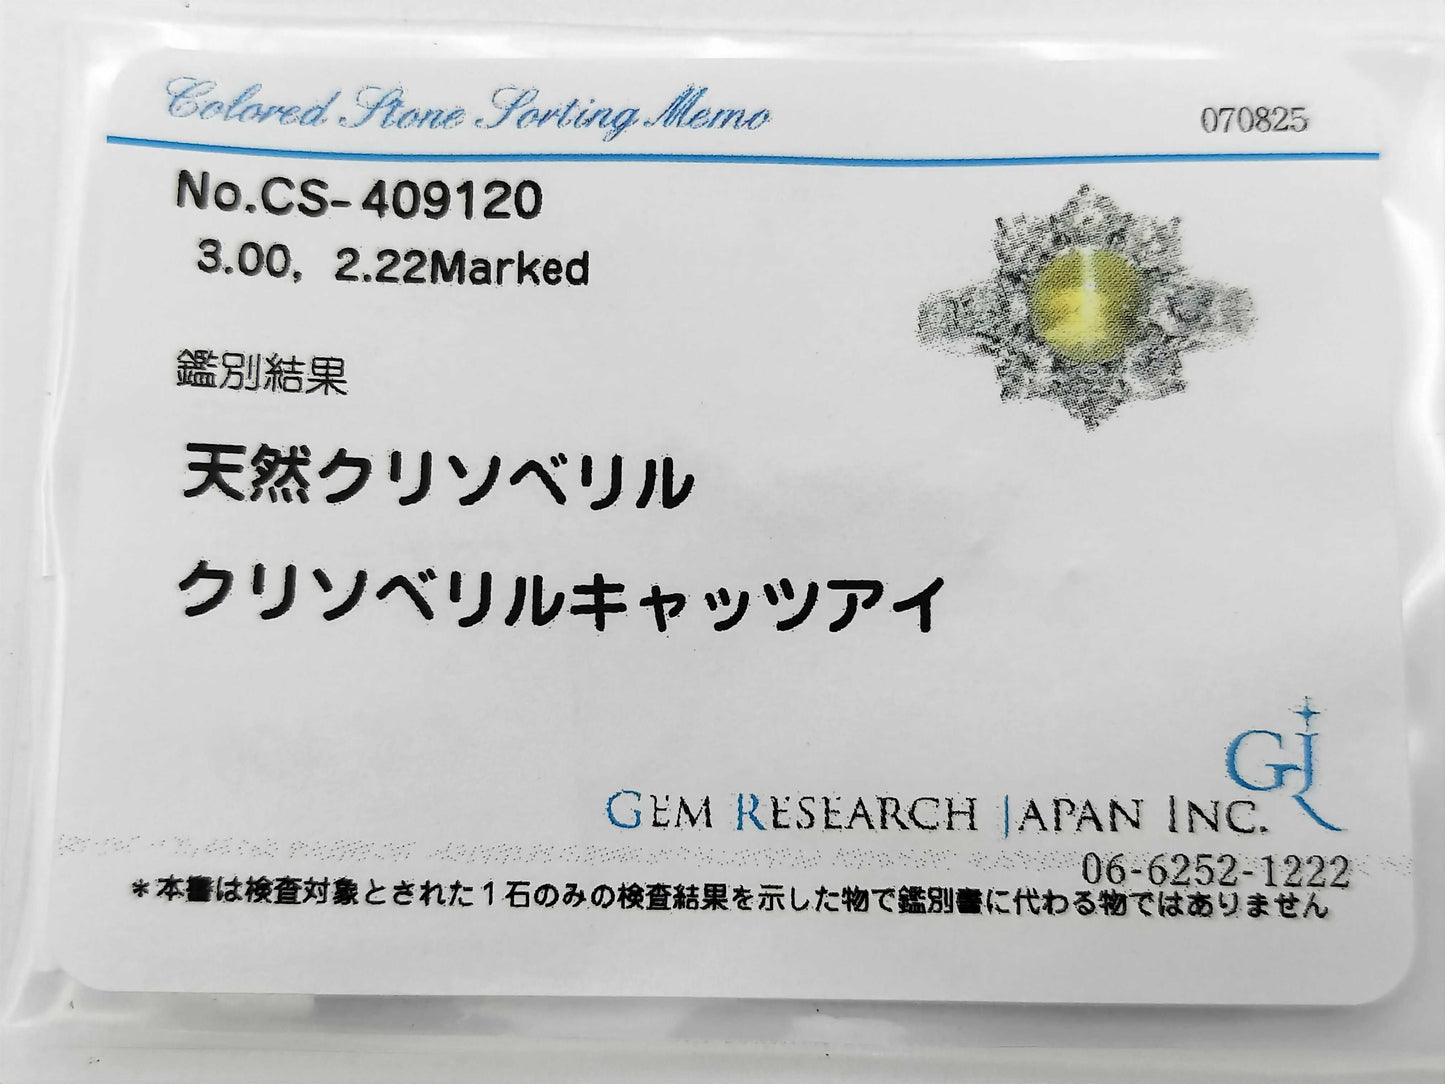 Colored Stone Sorting Memo
070825
No.CS-409120
3.00, 2.22Marked
鑑別結果
天然クリソベリル
クリソベリルキャッツアイ
GEM RESEARCH JAPAN INC.
06-6252-1222
*本書は検査対象とされた1石のみの検査結果を示した物で鑑別書に代わる物ではありません